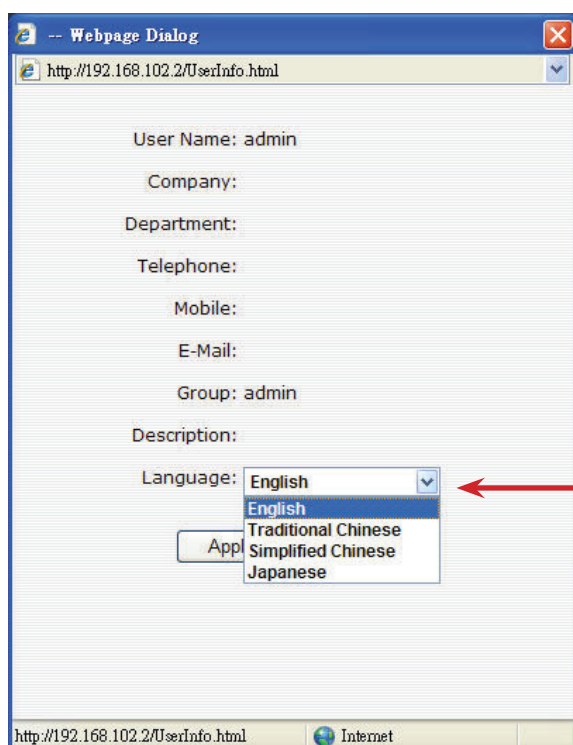 -- Webpage Dialog
http://192.168.102.2/UserInfo.html
User Name: admin
Company:
Department:
Telephone:
Mobile:
E-Mail:
Group: admin
Description:
Language: English
English
Traditional Chinese
Simplified Chinese
Japanese
http://192.168.102.2/UserInfo.html Internet